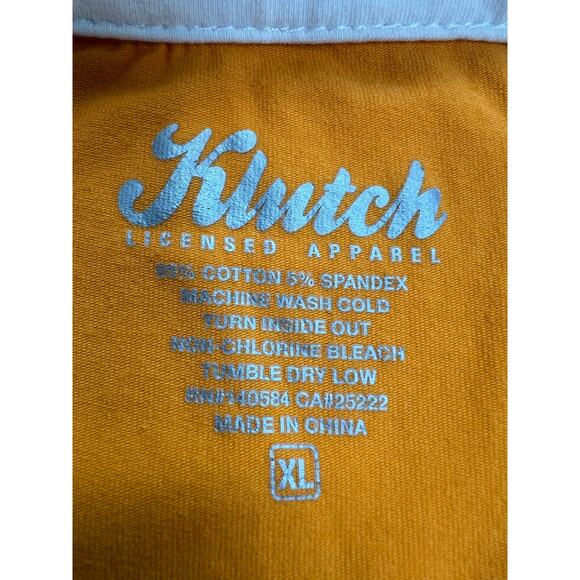 Klutch
LICENSED APPAREL
95% COTTON 5% SPANDEX
MACHINE WASH COLD
TURN INSIDE OUT
NON-CHLORINE BLEACH
TUMBLE DRY LOW
RN#140584 CA#25222
MADE IN CHINA
XL